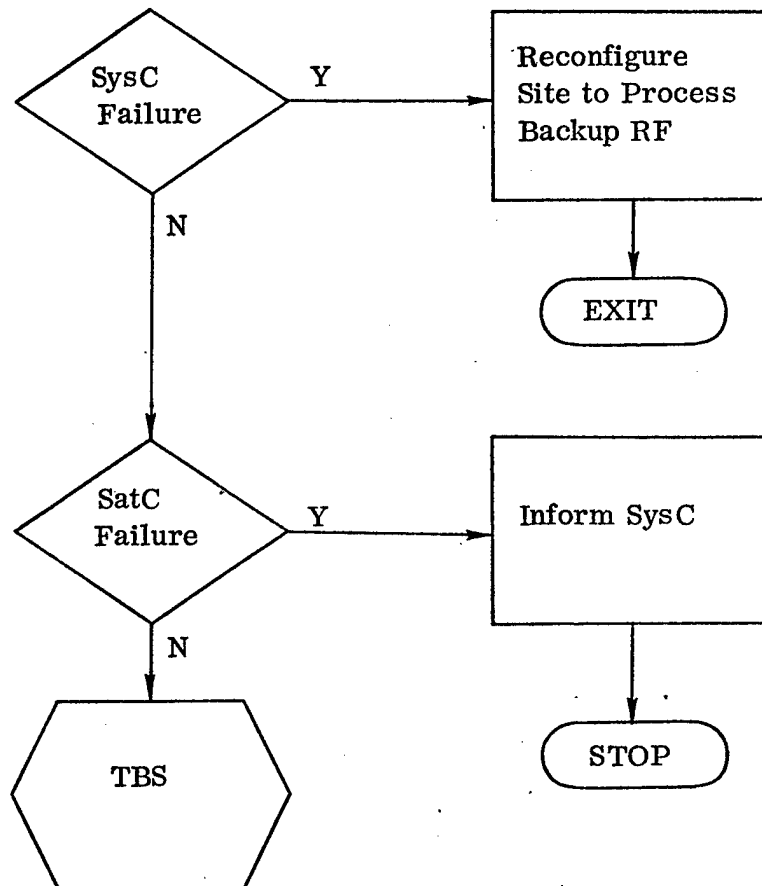 SysC
Failure
Y
Reconfigure
Site to Process
Backup RF
N
EXIT
SatC
Failure
Y
Inform SysC
N
TBS
STOP